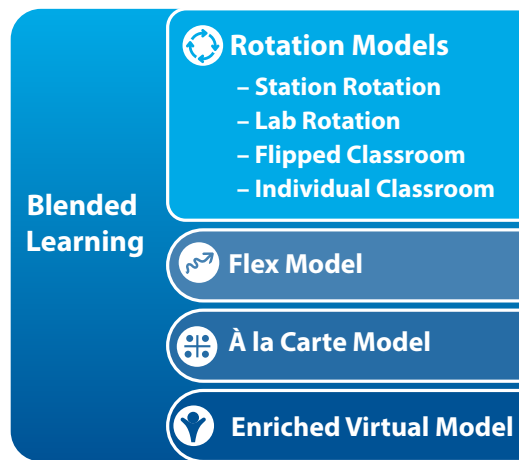 Blended
Learning
Rotation Models
– Station Rotation
– Lab Rotation
– Flipped Classroom
– Individual Classroom
Flex Model
À la Carte Model
Enriched Virtual Model